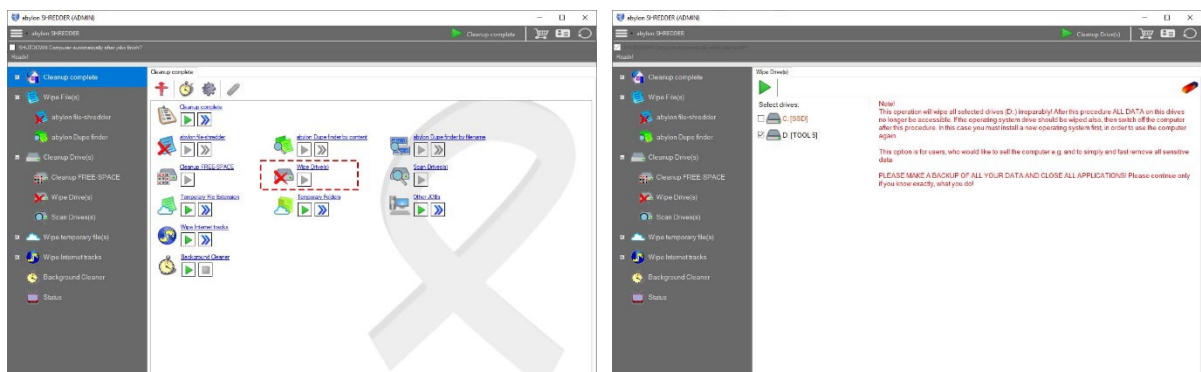 abylon SHREDDER (ADMIN)
abylon SHREDDER
Cleanup complete
SHUTDOWN Computer automatically after jobs finish?
Ready!
Cleanup complete
Wipe File(s)
abylon file-shredder
abylon Dupe finder
Cleanup Drive(s)
Cleanup FREE-SPACE
Wipe Drive(s)
Scan Drives(s)
Wipe temporary file(s)
Wipe Internet tracks
Background Cleaner
Status
Cleanup complete
Cleanup complete
abylon file-shredder
abylon Dupe finder by content
abylon Dupe finder by filename
Cleanup FREE-SPACE
Wipe Drive(s)
Scan Drive(s)
Temporary File Extension
Temporary Folders
Other JOBs
Wipe Internet tracks
Background Cleaner
abylon SHREDDER (ADMIN)
abylon SHREDDER
Cleanup Drive(s)
Ready!
Cleanup complete
Wipe File(s)
abylon file-shredder
abylon Dupe finder
Cleanup Drive(s)
Cleanup FREE-SPACE
Wipe Drive(s)
Scan Drives(s)
Wipe temporary file(s)
Wipe Internet tracks
Background Cleaner
Status
Wipe Drive(s)
Select drives:
C: [SSD]
D: [TOOL 5]
Note!
This operation will wipe all selected drives (D:) irreparably! After this procedure ALL DATA on this drives
no longer be accessible. If the operating system drive should be wiped also, then switch off the computer
after this procedure. In this case you must install a new operating system first, in order to use the computer
again.
This option is for users, who would like to sell the computer e.g. and to simply and fast remove all sensitive
data.
PLEASE MAKE A BACKUP OF ALL YOUR DATA AND CLOSE ALL APPLICATIONS! Please continue only
if you know exactly, what you do!